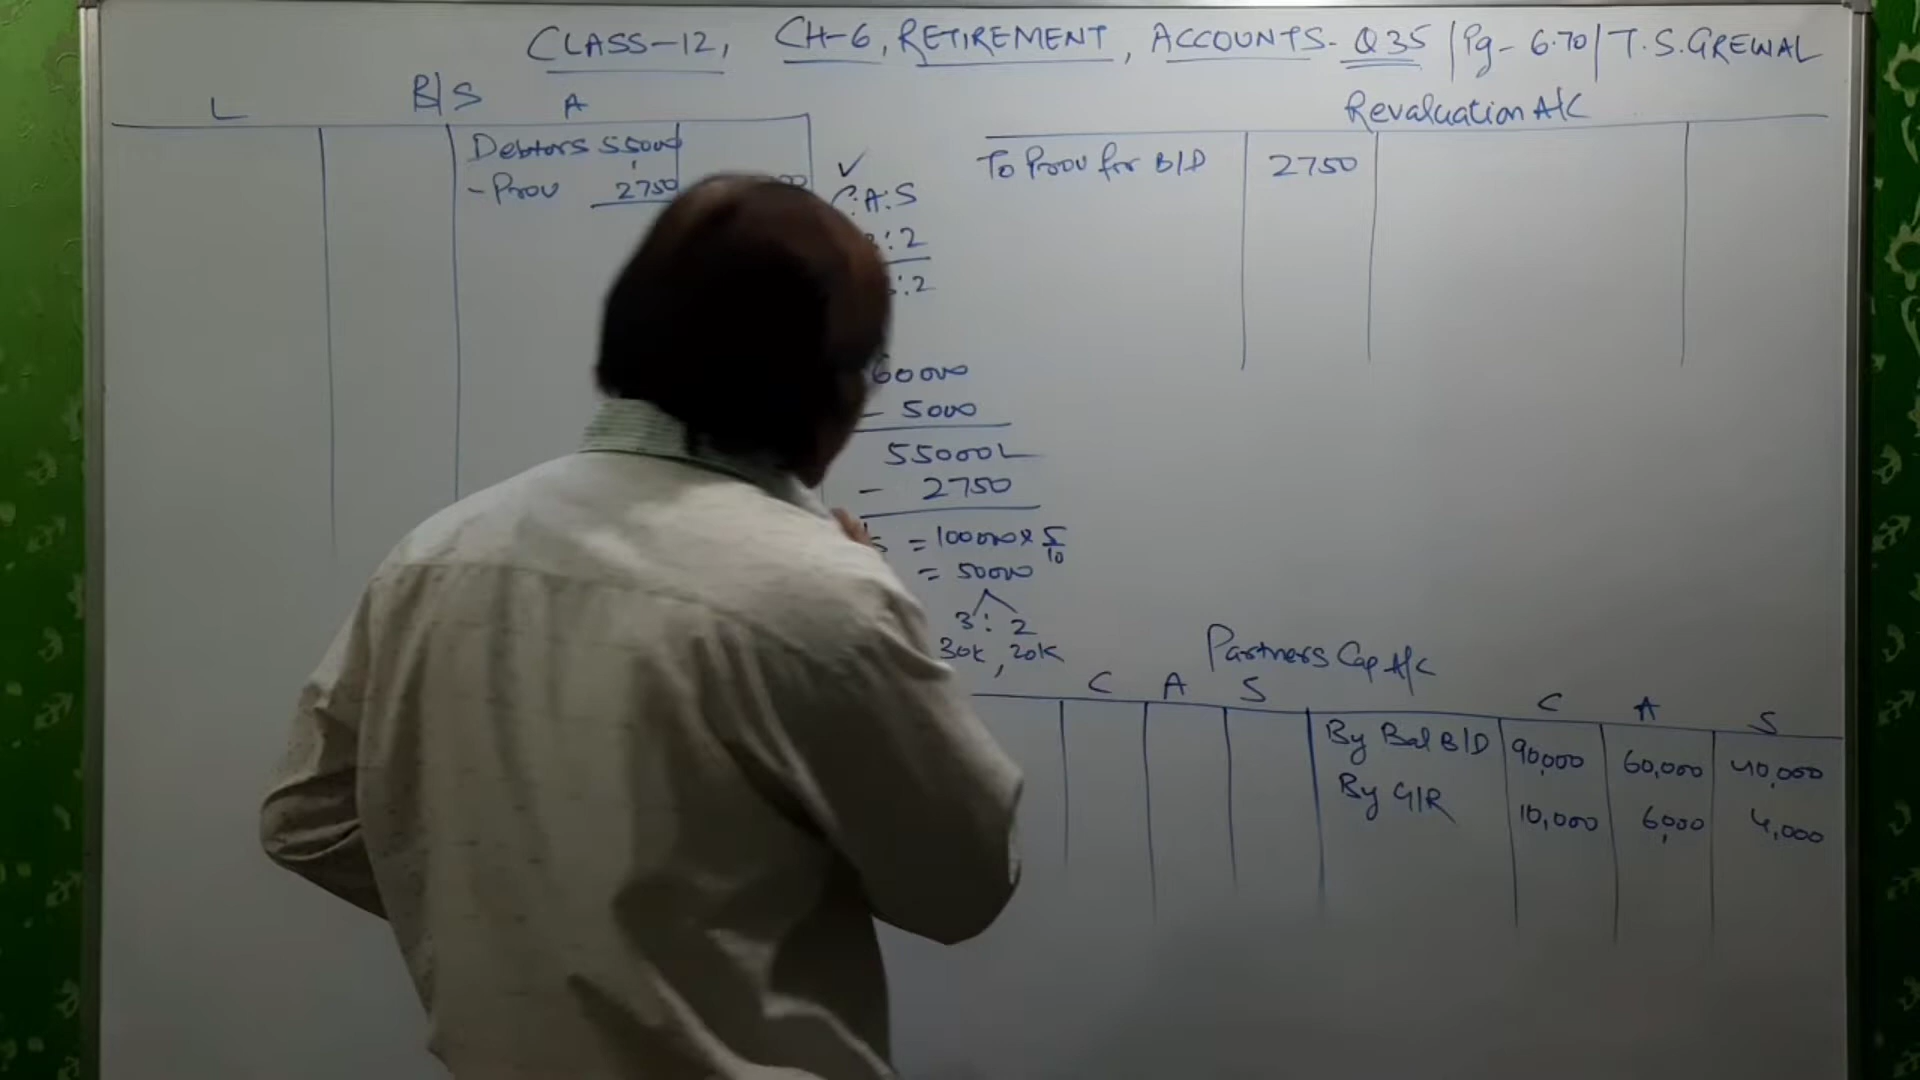 CLASS-12, CH-6, RETIREMENT, ACCOUNTS- Q35 | Pg- 6.70 | T.S.GREWAL
B/S
L A
Debtors 55000
- Prov 2750
✓
C:A:S
:2
:2
60000
- 5000
55000
- 2750
= 100000 x 5/10
= 50000
3: 2
30K, 20K
Revaluation A/C
To Prov for B/D 2750
Partners Cap A/c
C A S C A S
By Bal B/D 90,000 60,000 40,000
By G/R 10,000 6,000 4,000